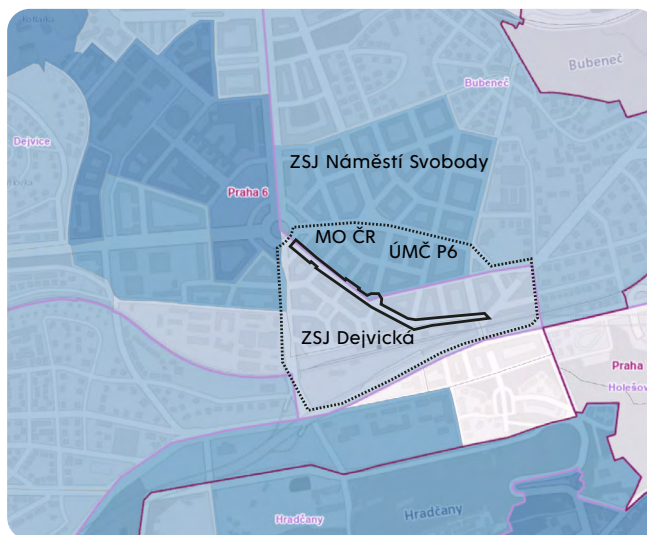 Bubeneč
Bubeneč
Dejvice
ZSJ Náměstí Svobody
Praha 6
MO ČR
ÚMČ P6
ZSJ Dejvická
Praha
Holešov
Hradčany
Hradčany